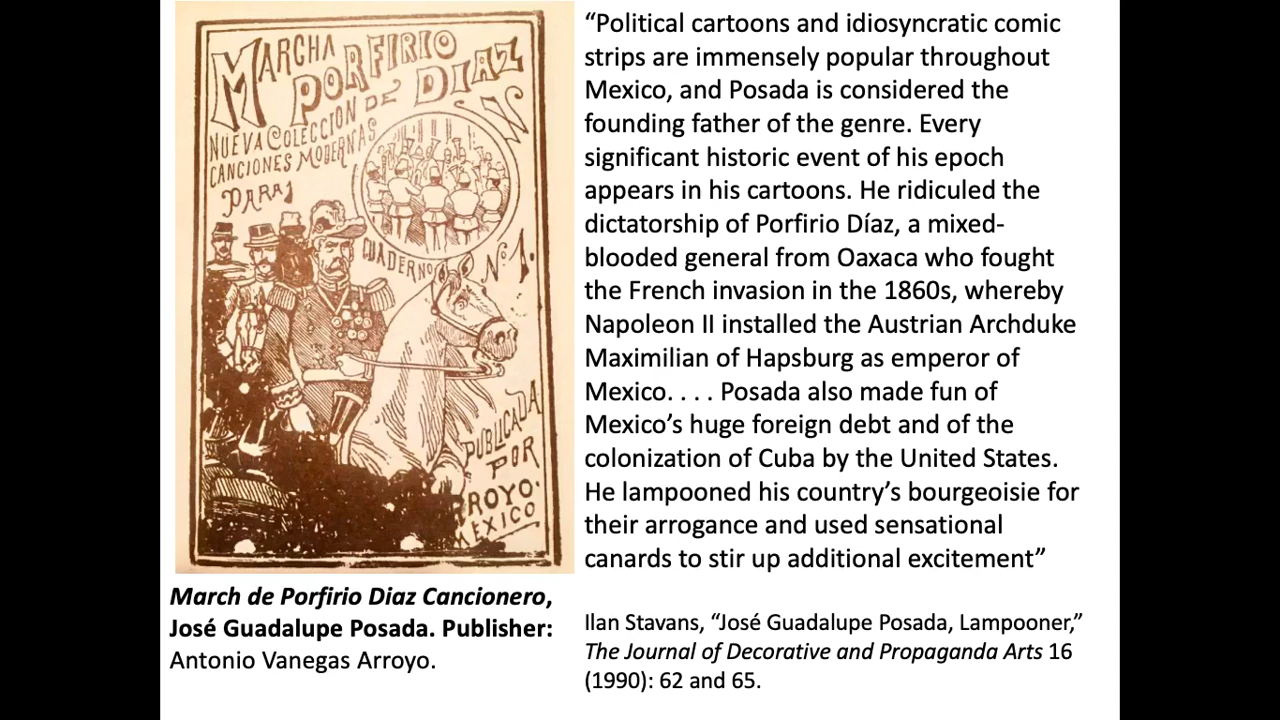 MARCHA
PORFIRIO
DE DIAZ
NUEVA COLECCION DE
CANCIONES MODERNAS
PARA
CUADERNO No. 1.
PUBLICADA
POR
ARROYO.
MEXICO
March de Porfirio Diaz Cancionero,
José Guadalupe Posada. Publisher:
Antonio Vanegas Arroyo.
“Political cartoons and idiosyncratic comic
strips are immensely popular throughout
Mexico, and Posada is considered the
founding father of the genre. Every
significant historic event of his epoch
appears in his cartoons. He ridiculed the
dictatorship of Porfirio Díaz, a mixed-
blooded general from Oaxaca who fought
the French invasion in the 1860s, whereby
Napoleon II installed the Austrian Archduke
Maximilian of Hapsburg as emperor of
Mexico. . . . Posada also made fun of
Mexico’s huge foreign debt and of the
colonization of Cuba by the United States.
He lampooned his country’s bourgeoisie for
their arrogance and used sensational
canards to stir up additional excitement”
Ilan Stavans, “José Guadalupe Posada, Lampooner,”
The Journal of Decorative and Propaganda Arts 16
(1990): 62 and 65.